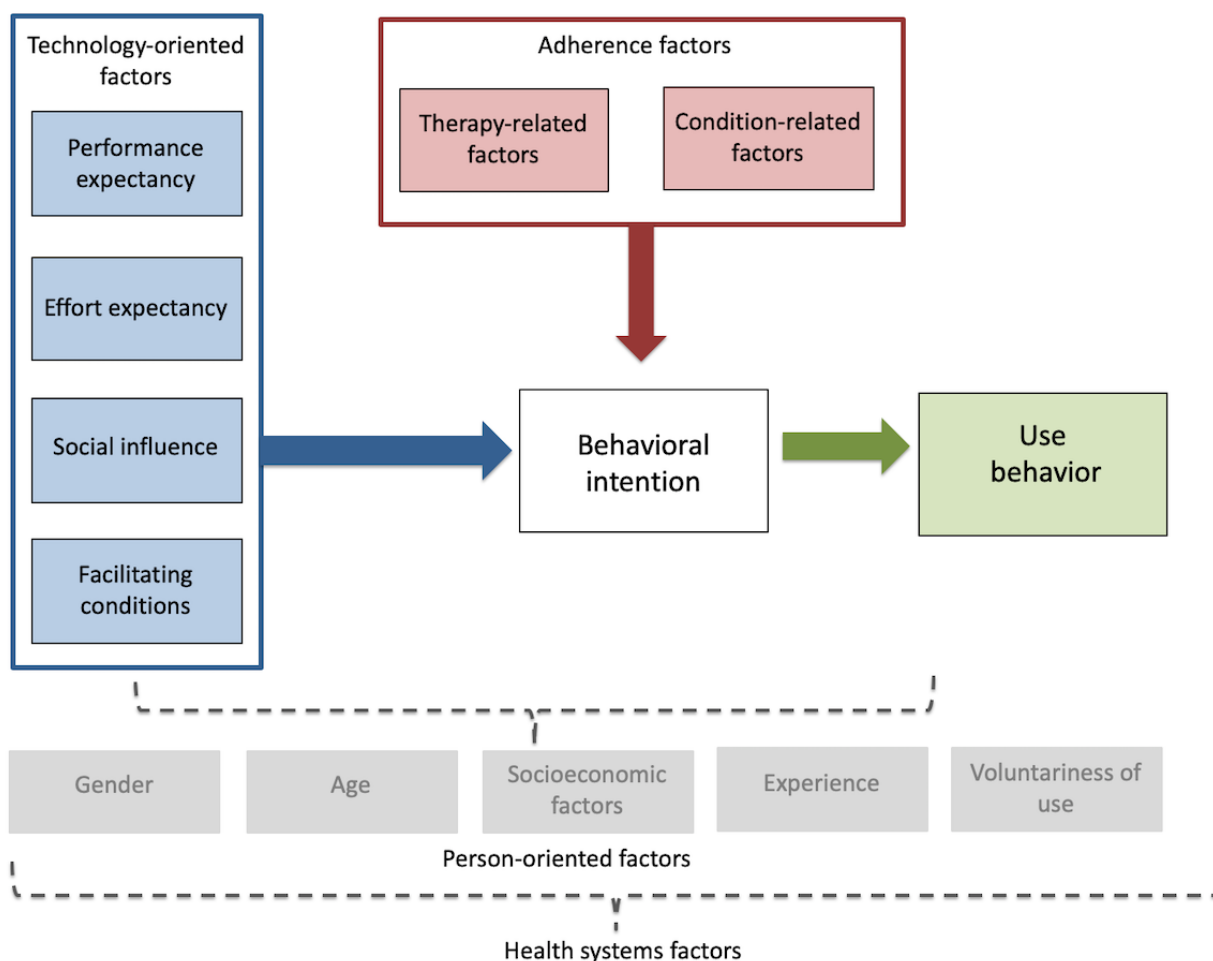 Technology-oriented
factors
Performance
expectancy
Effort expectancy
Social influence
Facilitating
conditions
Adherence factors
Therapy-related
factors
Condition-related
factors
Behavioral
intention
Use
behavior
Gender
Age
Socioeconomic
factors
Experience
Voluntariness of
use
Person-oriented factors
Health systems factors